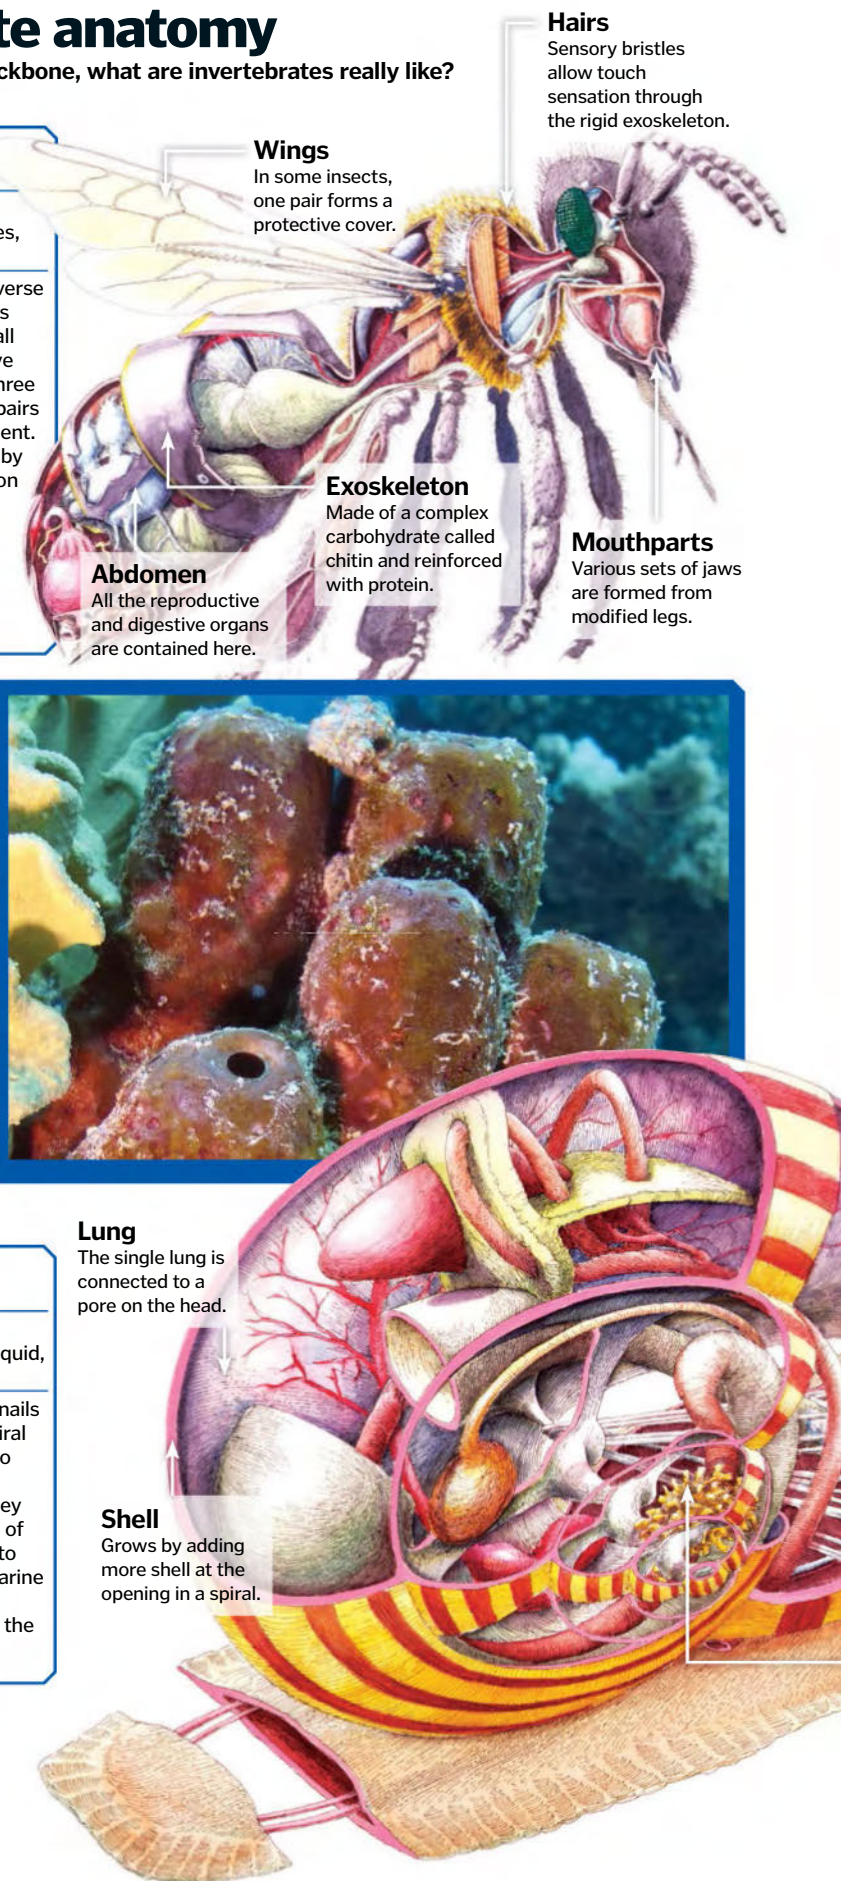 te anatomy
ckbone, what are invertebrates really like?
Hairs
Sensory bristles
allow touch
sensation through
the rigid exoskeleton.
Wings
In some insects,
one pair forms a
protective cover.
es,
verse
s
all
ve
hree
pairs
ent.
by
on
Exoskeleton
Made of a complex
carbohydrate called
chitin and reinforced
with protein.
Mouthparts
Various sets of jaws
are formed from
modified legs.
Abdomen
All the reproductive
and digestive organs
are contained here.
Lung
The single lung is
connected to a
pore on the head.
quid,
nails
iral
o
ey
of
to
arine
the
Shell
Grows by adding
more shell at the
opening in a spiral.